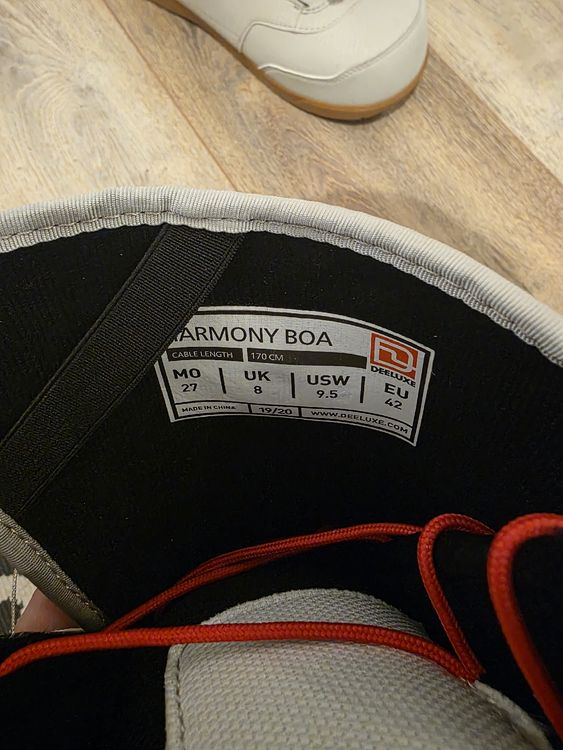 ARMONY BOA
CABLE LENGTH 170 CM
DEELUXE
MO UK USW EU
27 8 9.5 42
MADE IN CHINA 19/20 WWW.DEELUXE.COM